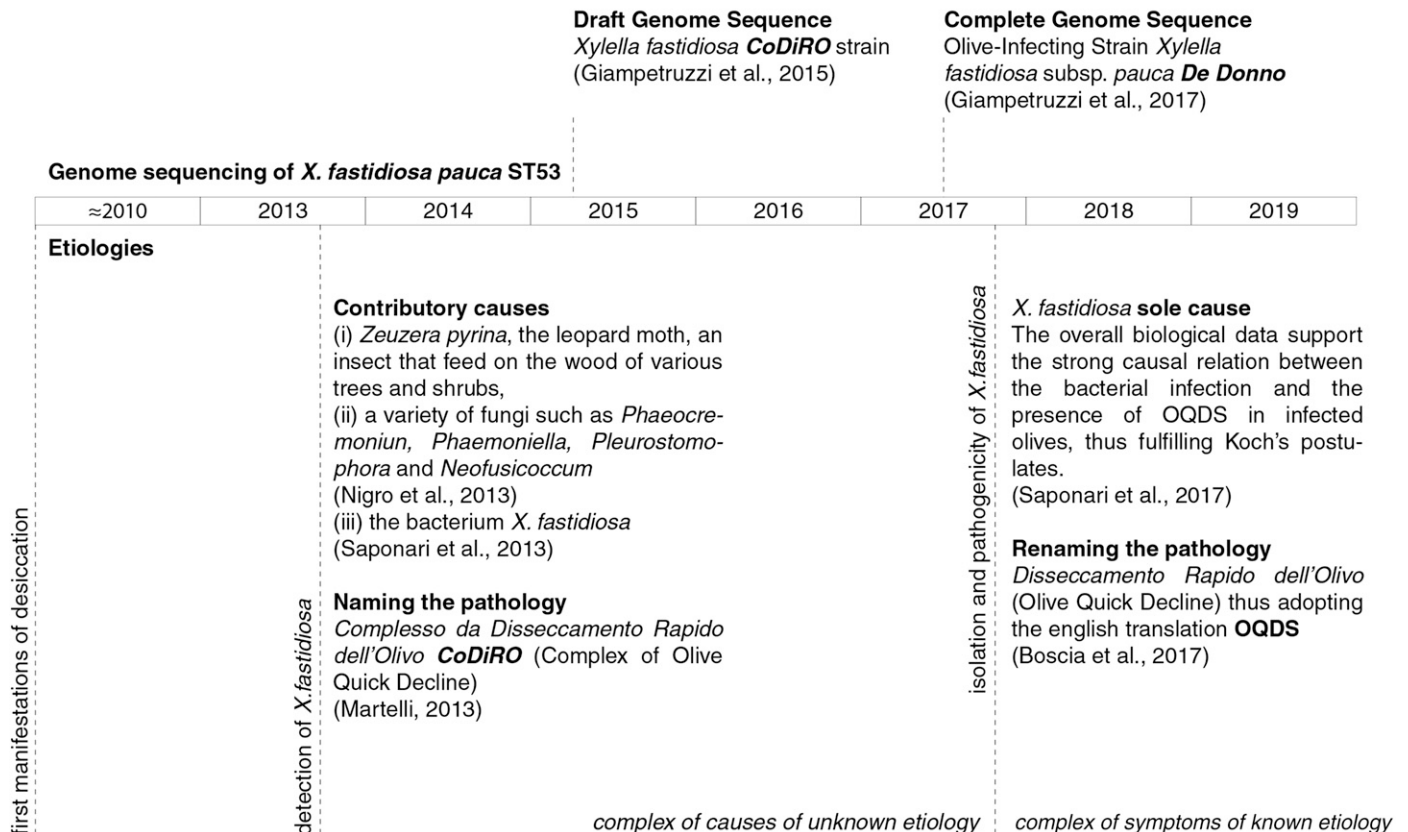 Draft Genome Sequence
Xylella fastidiosa CoDiRO strain
(Giampetruzzi et al., 2015)
Complete Genome Sequence
Olive-Infecting Strain Xylella
fastidiosa subsp. pauca De Donno
(Giampetruzzi et al., 2017)
Genome sequencing of X. fastidiosa pauca ST53
≈2010 2013 2014 2015 2016 2017 2018 2019
Etiologies
first manifestations of desiccation
detection of X.fastidiosa
Contributory causes
(i) Zeuzera pyrina, the leopard moth, an
insect that feed on the wood of various
trees and shrubs,
(ii) a variety of fungi such as Phaeocre-
moniun, Phaemoniella, Pleurostomo-
phora and Neofusicoccum
(Nigro et al., 2013)
(iii) the bacterium X. fastidiosa
(Saponari et al., 2013)
Naming the pathology
Complesso da Disseccamento Rapido
dell'Olivo CoDiRO (Complex of Olive
Quick Decline)
(Martelli, 2013)
isolation and pathogenicity of X.fastidiosa
X. fastidiosa sole cause
The overall biological data support
the strong causal relation between
the bacterial infection and the
presence of OQDS in infected
olives, thus fulfilling Koch's postu-
lates.
(Saponari et al., 2017)
Renaming the pathology
Disseccamento Rapido dell'Olivo
(Olive Quick Decline) thus adopting
the english translation OQDS
(Boscia et al., 2017)
complex of causes of unknown etiology
complex of symptoms of known etiology